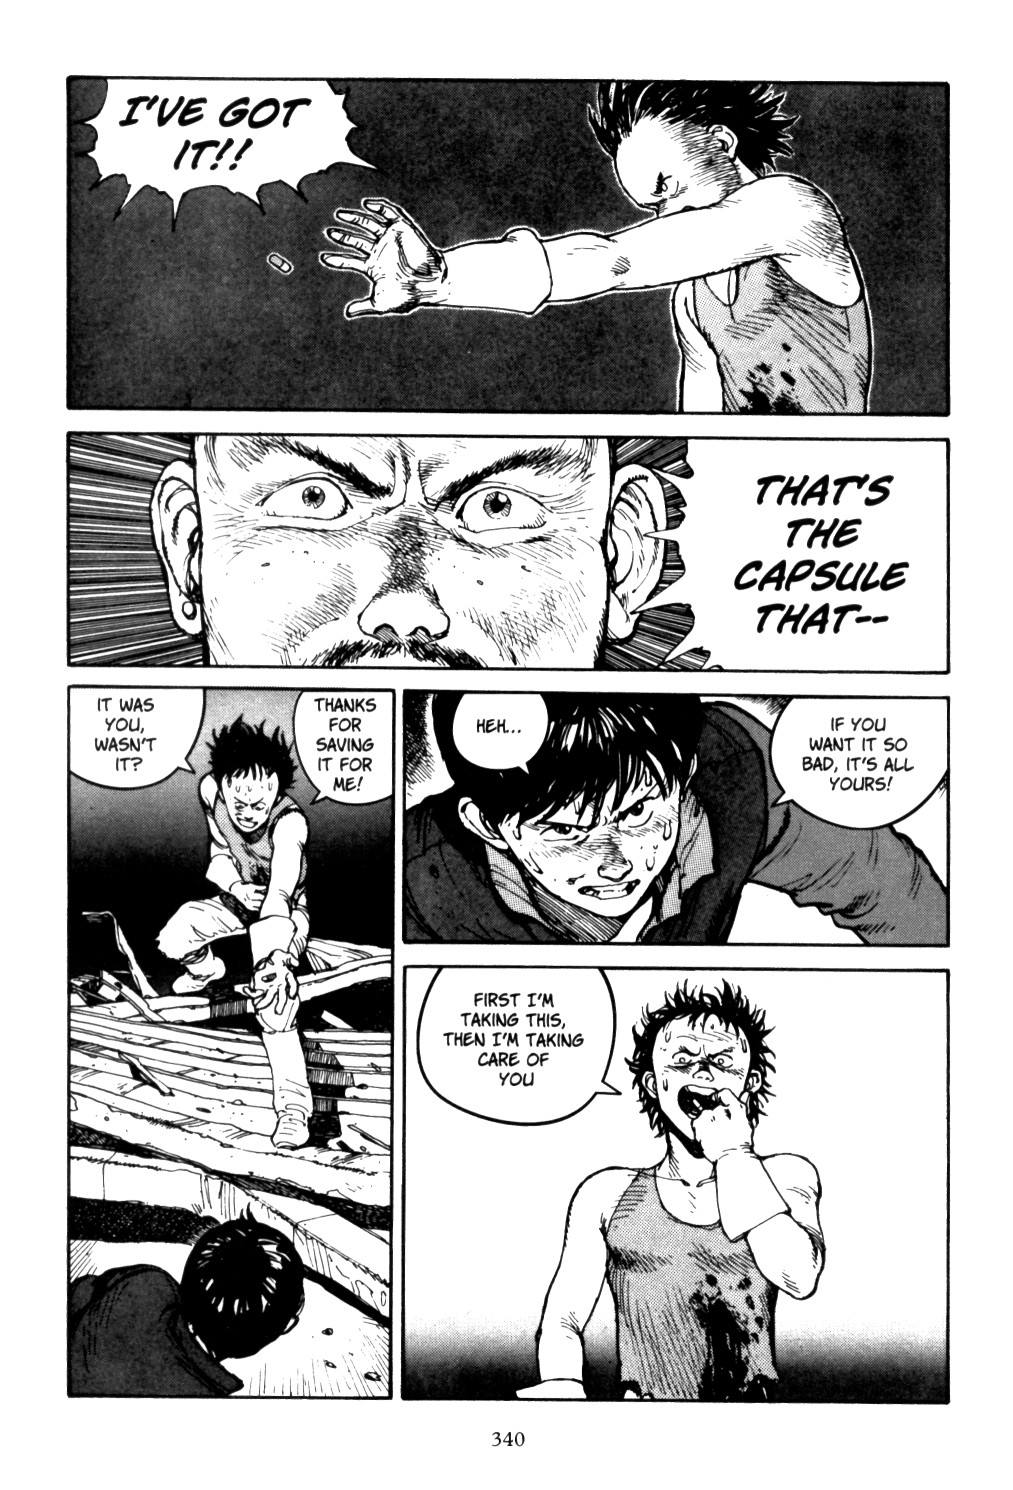 I'VE GOT
IT!!
THAT'S
THE
CAPSULE
THAT--
IT WAS
YOU,
WASN'T
IT?
THANKS
FOR
SAVING
IT FOR
ME!
HEH...
IF YOU
WANT IT SO
BAD, IT'S ALL
YOURS!
FIRST I'M
TAKING THIS,
THEN I'M TAKING
CARE OF
YOU
340